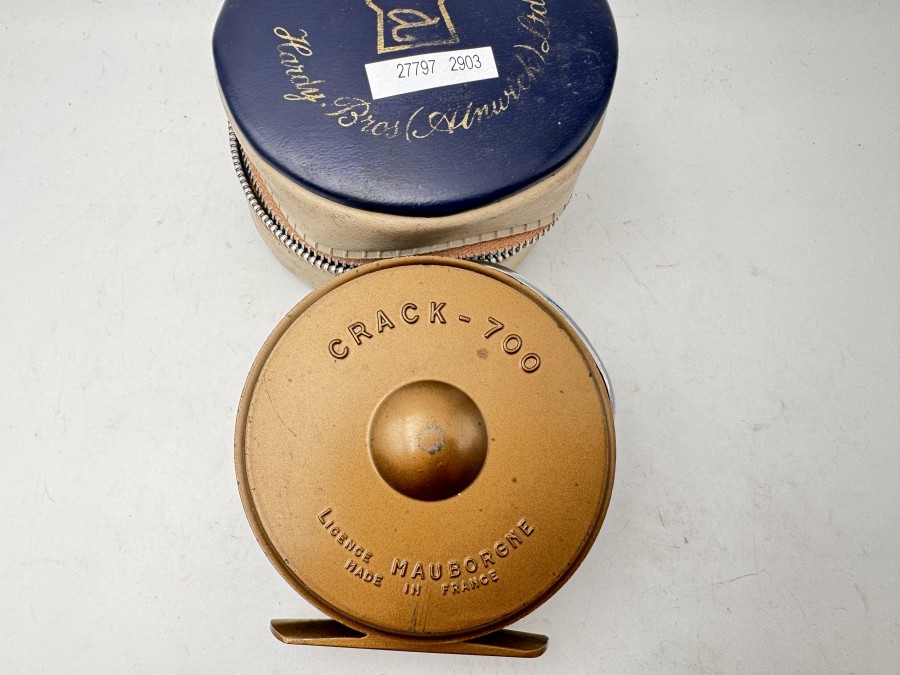 a
27797 2903
Hardy Bros (Alnwick) Ltd
CRACK-700
LICENCE MAUBORGNE
MADE IN FRANCE